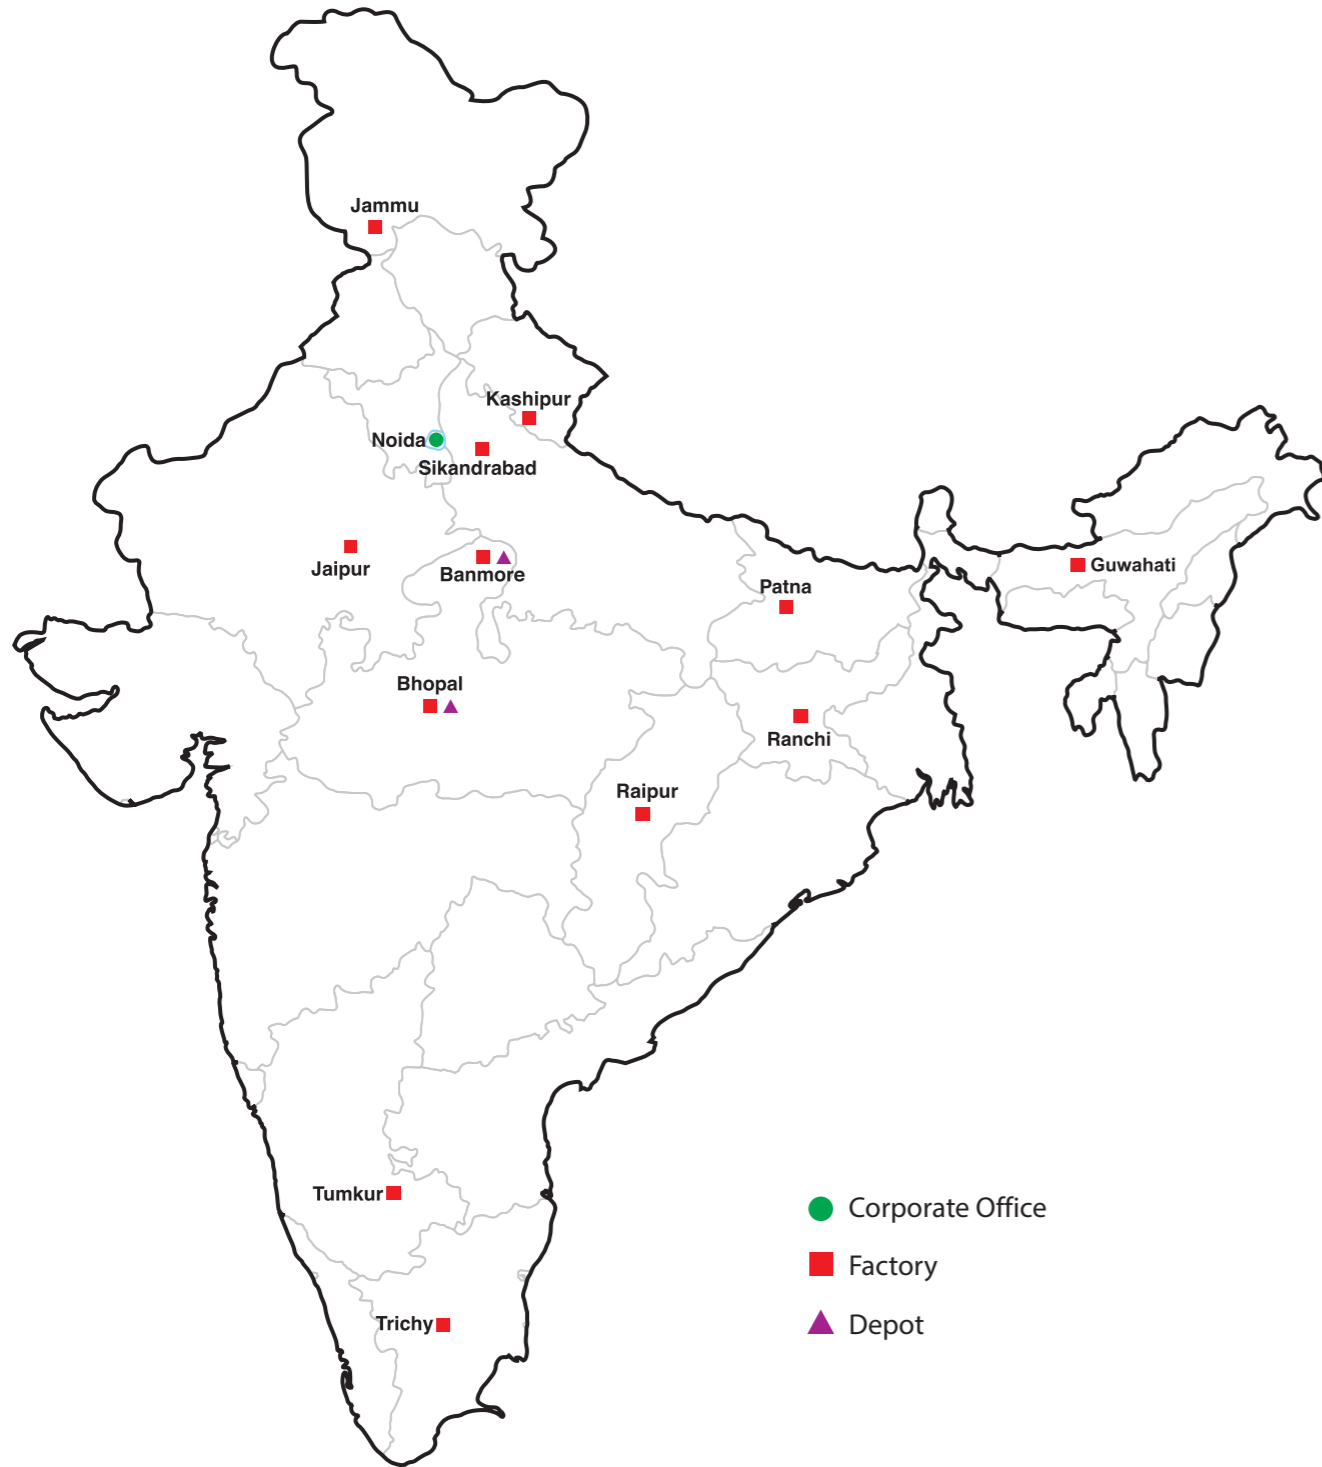 Jammu
Kashipur
Noida
Sikandrabad
Jaipur
Banmore
Guwahati
Patna
Bhopal
Ranchi
Raipur
Tumkur
Trichy
Corporate Office
Factory
Depot